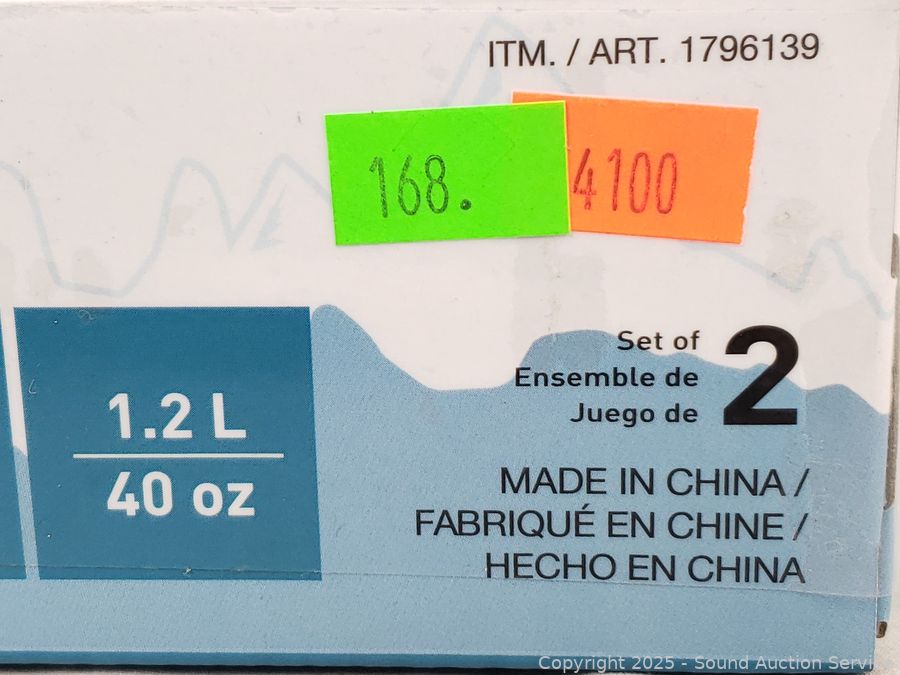 ITM. / ART. 1796139
168.
4100
Set of
Ensemble de
Juego de
2
1.2 L
40 oz
MADE IN CHINA /
FABRIQUÉ EN CHINE /
HECHO EN CHINA
Copyright 2025 - Sound Auction Service